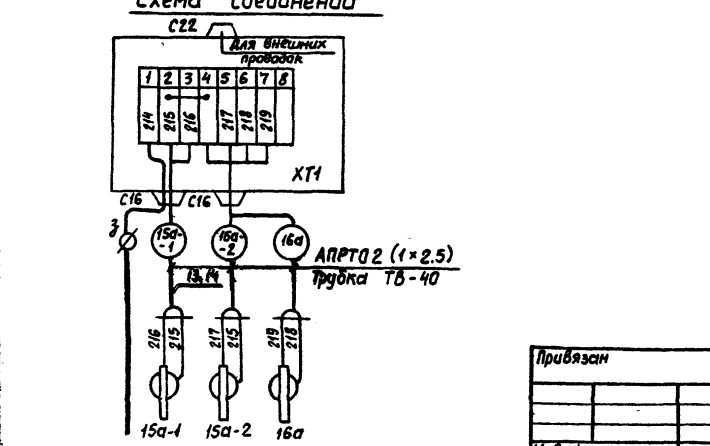 Схема соединений
С22
Для внешних
проводок
1 2 3 4 5 6 7 8
214 215 216 217 218 219
ХТ1
С16 С16
З
15а-
-1
16а-
-2
16а
АПРТО 2 (1×2.5)
Трубка ТВ-40
13,14
216 215 217 215 219 218
15а-1 15а-2 16а
Привязан